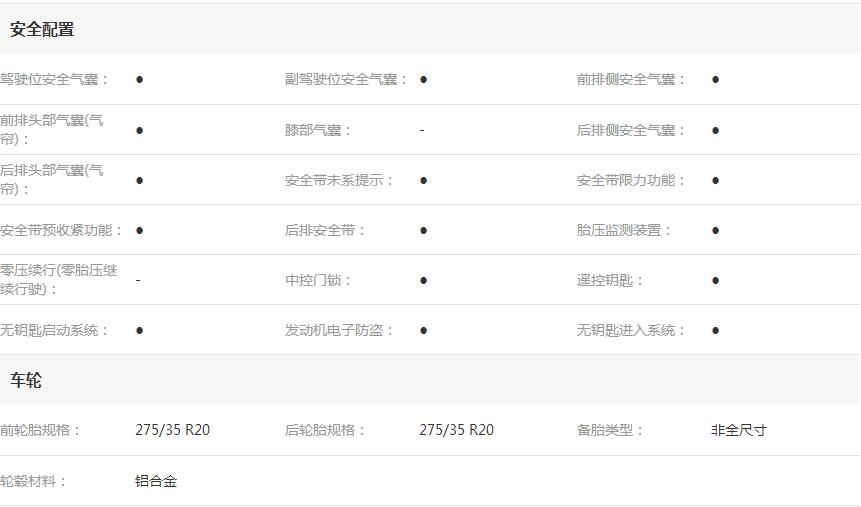 安全配置
驾驶位安全气囊： ● 副驾驶位安全气囊： ● 前排侧安全气囊： ●
前排头部气囊(气
帘)： ● 膝部气囊： - 后排侧安全气囊： ●
后排头部气囊(气
帘)： ● 安全带未系提示： ● 安全带限力功能： ●
安全带预收紧功能： ● 后排安全带： ● 胎压监测装置： ●
零压续行(零胎压继
续行驶)： - 中控门锁： ● 遥控钥匙： ●
无钥匙启动系统： ● 发动机电子防盗： ● 无钥匙进入系统： ●
车轮
前轮胎规格： 275/35 R20 后轮胎规格： 275/35 R20 备胎类型： 非全尺寸
轮毂材料： 铝合金